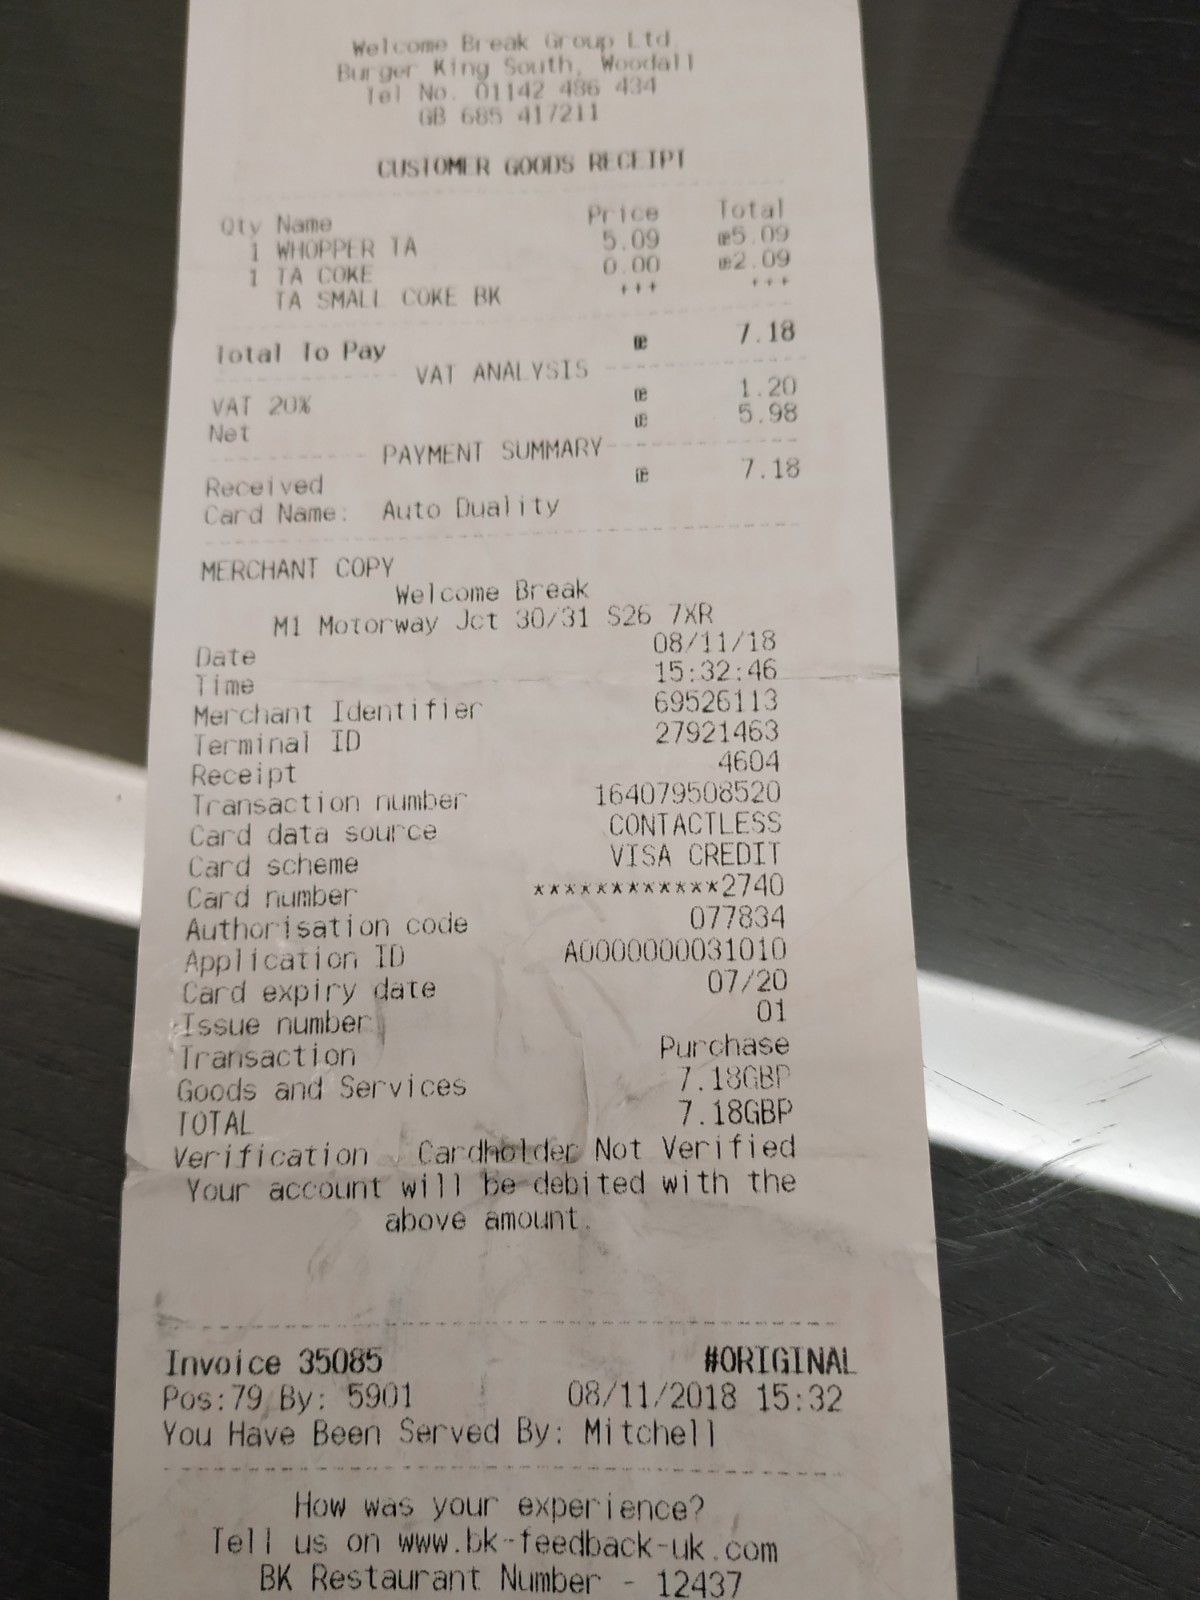 Welcome Break Group Ltd
Burger King South, Woodall
Tel No. 01142 486 434
GB 685 417211
CUSTOMER GOODS RECEIPT
Qty Name Price Total
1 WHOPPER TA 5.09 œ5.09
1 TA COKE 0.00 œ2.09
TA SMALL COKE BK +++ +++
Total To Pay œ 7.18
VAT ANALYSIS
VAT 20% œ 1.20
Net œ 5.98
PAYMENT SUMMARY
Received œ 7.18
Card Name: Auto Duality
MERCHANT COPY
Welcome Break
M1 Motorway Jct 30/31 S26 7XR
Date 08/11/18
Time 15:32:46
Merchant Identifier 69526113
Terminal ID 27921463
Receipt 4604
Transaction number 164079508520
Card data source CONTACTLESS
Card scheme VISA CREDIT
Card number ************2740
Authorisation code 077834
Application ID A0000000031010
Card expiry date 07/20
Issue number 01
Transaction Purchase
Goods and Services 7.18GBP
TOTAL 7.18GBP
Verification Cardholder Not Verified
Your account will be debited with the
above amount.
Invoice 35085 #ORIGINAL
Pos:79 By: 5901 08/11/2018 15:32
You Have Been Served By: Mitchell
How was your experience?
Tell us on www.bk-feedback-uk.com
BK Restaurant Number - 12437